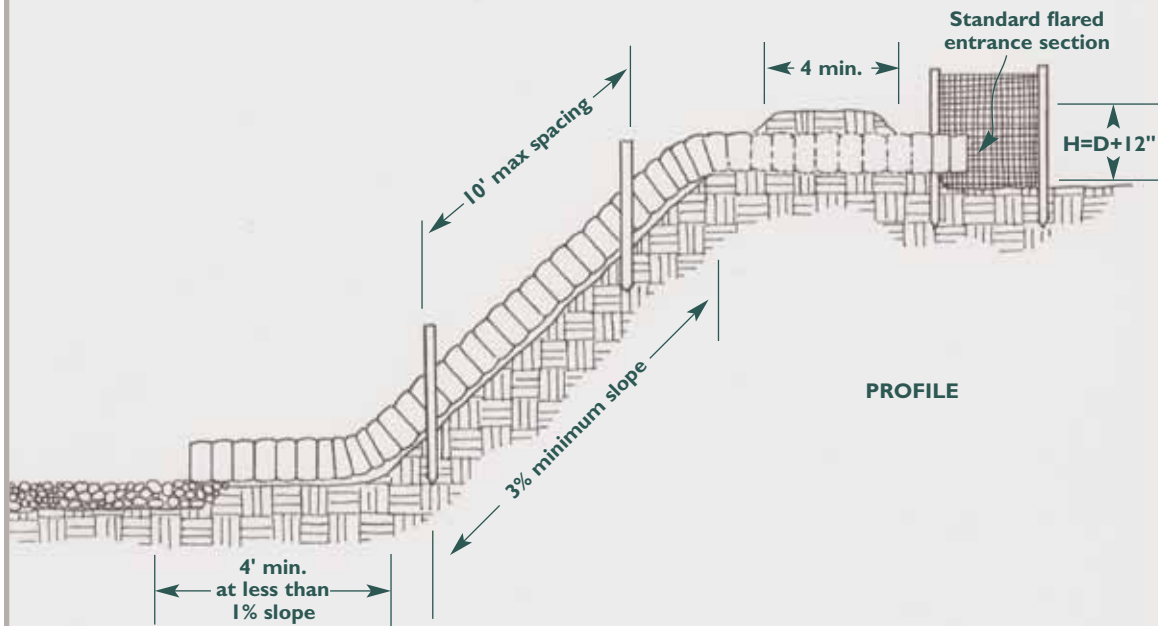 Standard flared
entrance section
4 min.
H=D+12"
10' max spacing
3% minimum slope
PROFILE
4' min.
at less than
1% slope